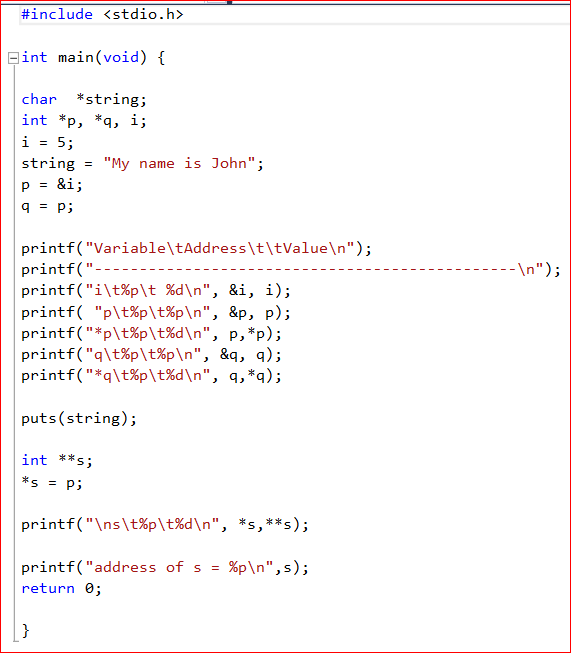 #include <stdio.h>
int main(void) {
char  *string;
int *p, *q, i;
i = 5;
string = "My name is John";
p = &i;
q = p;
printf("Variable\tAddress\t\tValue\n");
printf("-----------------------------------------------\n");
printf("i\t%p\t %d\n", &i, i);
printf( "p\t%p\t%p\n", &p, p);
printf("*p\t%p\t%d\n", p,*p);
printf("q\t%p\t%p\n", &q, q);
printf("*q\t%p\t%d\n", q,*q);
puts(string);
int **s;
*s = p;
printf("\ns\t%p\t%d\n", *s,**s);
printf("address of s = %p\n",s);
return 0;
}